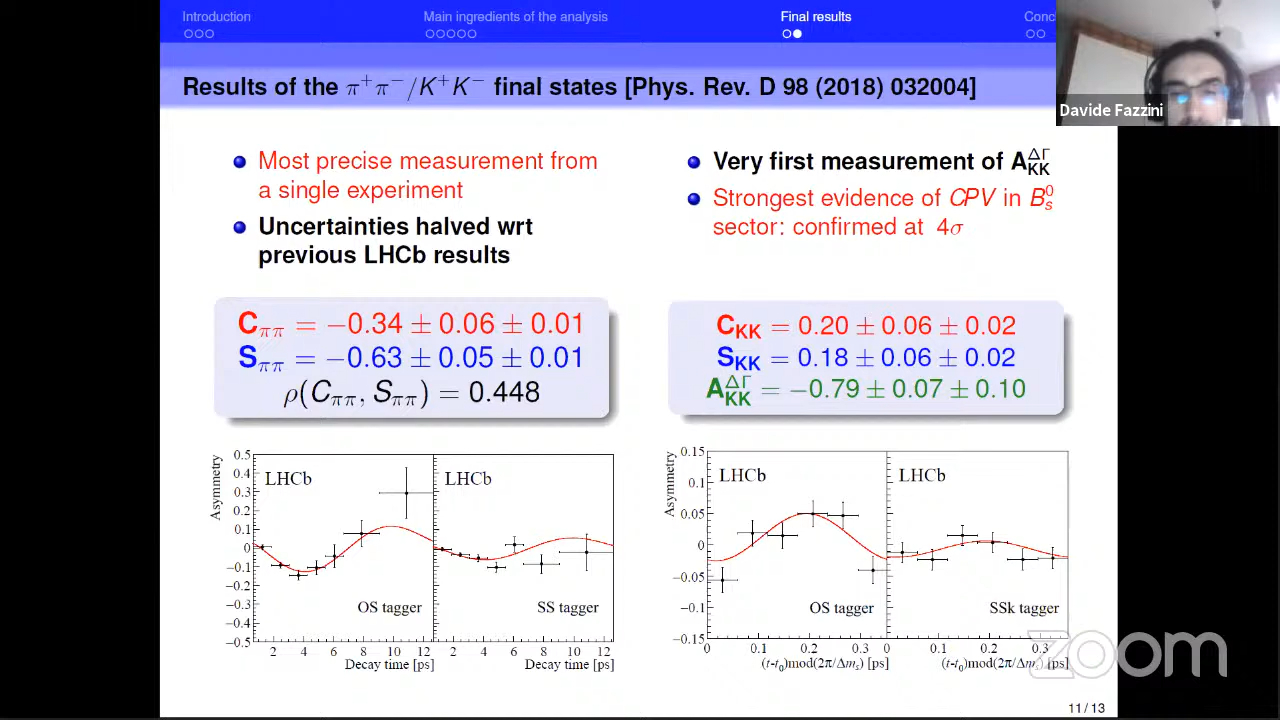 Introduction
Main ingredients of the analysis
Final results
Conc
Davide Fazzini
Results of the π⁺π⁻/K⁺K⁻ final states [Phys. Rev. D 98 (2018) 032004]
Most precise measurement from
a single experiment
Uncertainties halved wrt
previous LHCb results
Very first measurement of A_KK^ΔΓ
Strongest evidence of CPV in B_s^0
sector: confirmed at 4σ
C_ππ = −0.34 ± 0.06 ± 0.01
S_ππ = −0.63 ± 0.05 ± 0.01
ρ(C_ππ, S_ππ) = 0.448
C_KK = 0.20 ± 0.06 ± 0.02
S_KK = 0.18 ± 0.06 ± 0.02
A_KK^ΔΓ = −0.79 ± 0.07 ± 0.10
Asymmetry
0.5
0.4
0.3
0.2
0.1
0
−0.1
−0.2
−0.3
−0.4
−0.5
LHCb
LHCb
OS tagger
SS tagger
2 4 6 8 10 12 2 4 6 8 10 12
Decay time [ps]
Decay time [ps]
Asymmetry
0.15
0.1
0.05
0
−0.05
−0.1
−0.15
LHCb
LHCb
OS tagger
SSk tagger
0 0.1 0.2 0.3 0 0.1 0.2 0.3
(t-t₀)mod(2π/Δm_s) [ps]
(t-t₀)mod(2π/Δm_s) [ps]
zoom
11 / 13